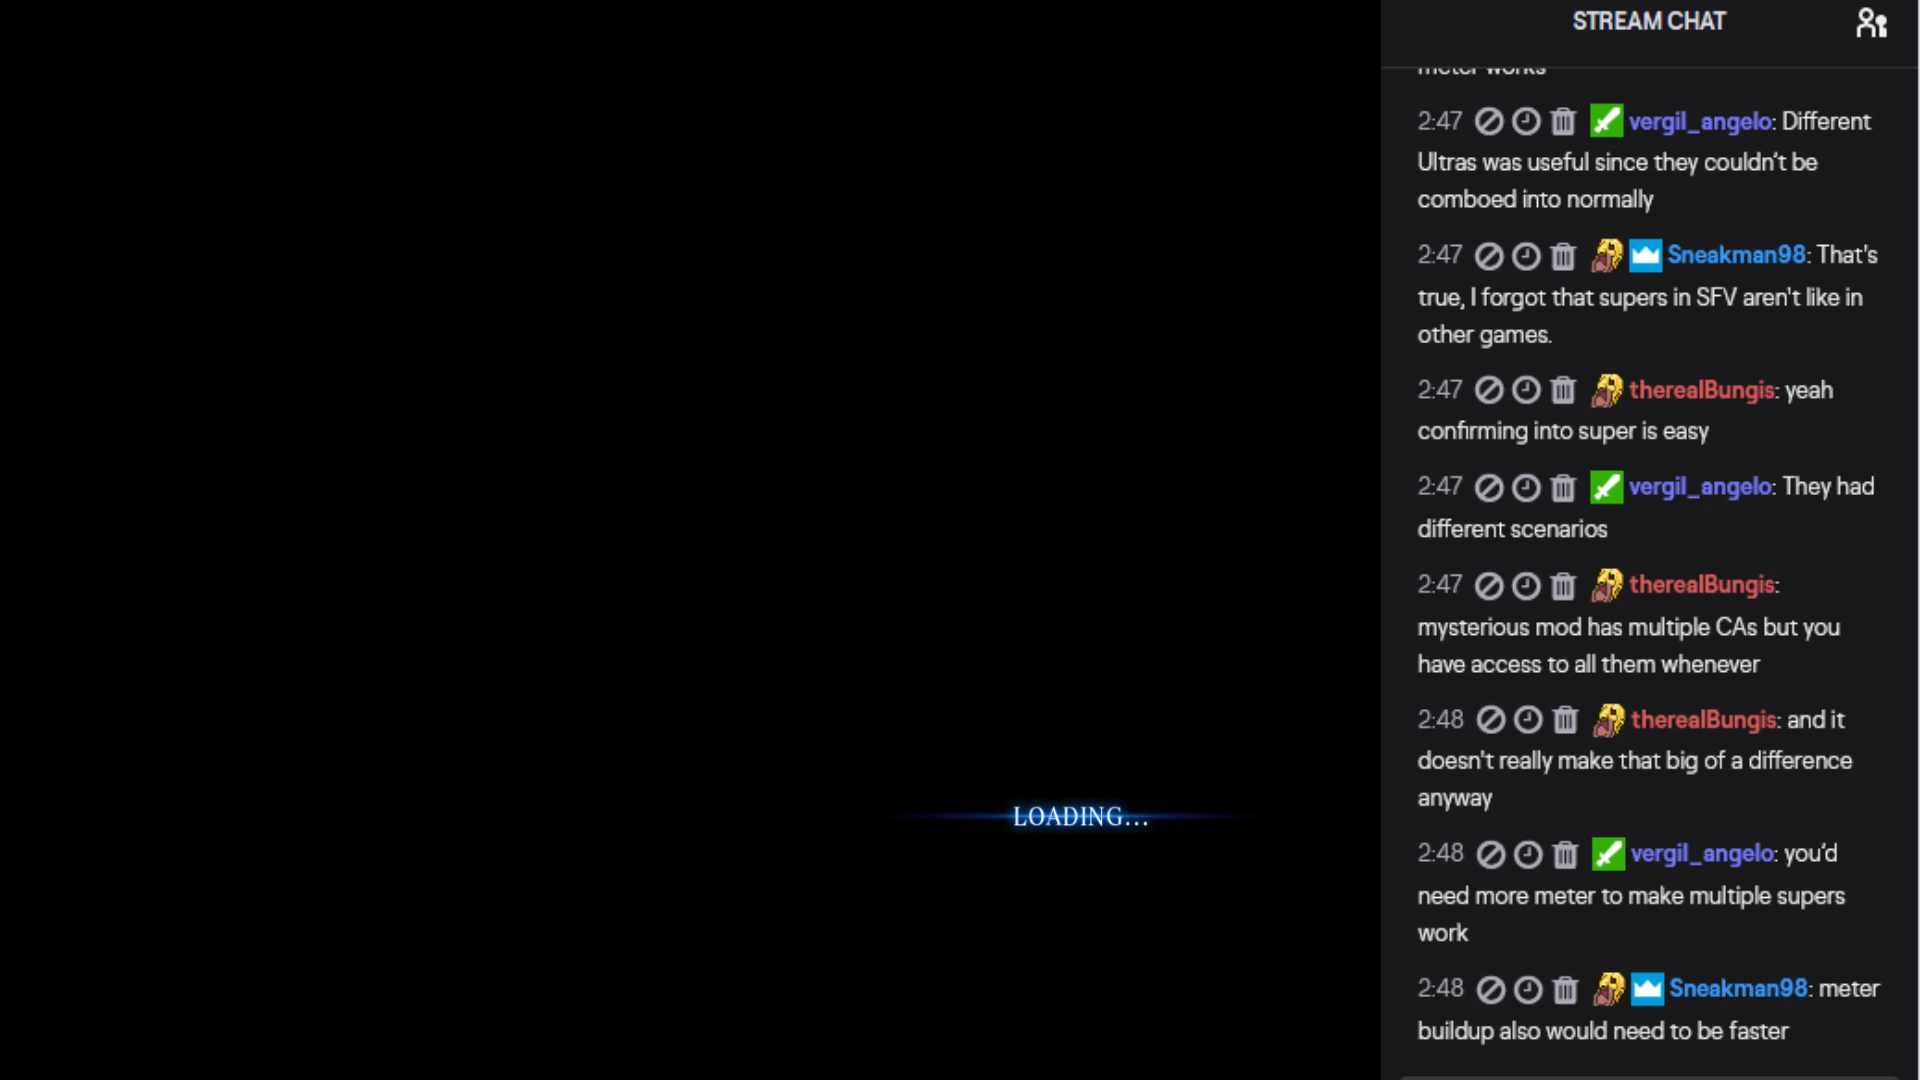 LOADING...
STREAM CHAT
meter works
2:47 vergil_angelo: Different
Ultras was useful since they couldn't be
comboed into normally
2:47 Sneakman98: That's
true, I forgot that supers in SFV aren't like in
other games.
2:47 therealBungis: yeah
confirming into super is easy
2:47 vergil_angelo: They had
different scenarios
2:47 therealBungis:
mysterious mod has multiple CAs but you
have access to all them whenever
2:48 therealBungis: and it
doesn't really make that big of a difference
anyway
2:48 vergil_angelo: you'd
need more meter to make multiple supers
work
2:48 Sneakman98: meter
buildup also would need to be faster